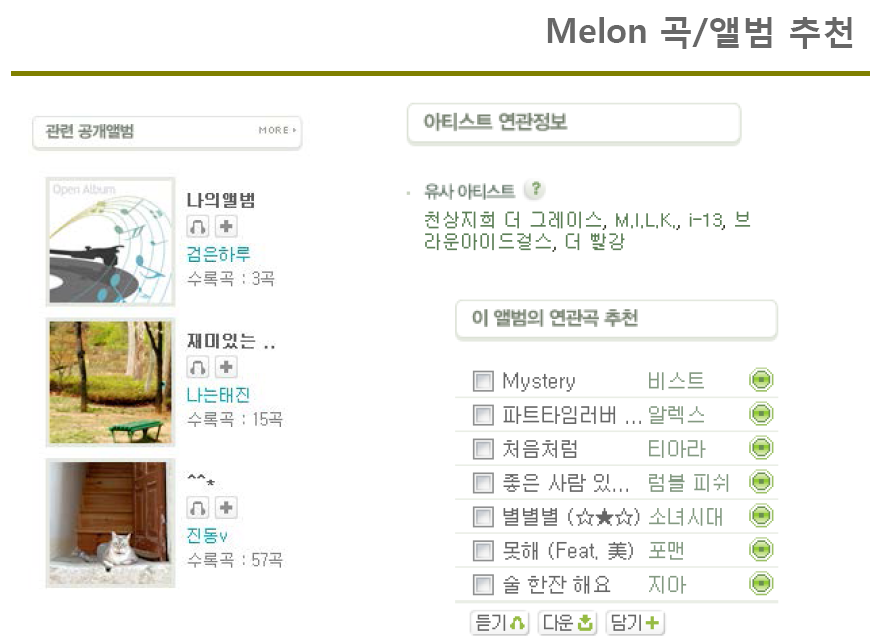 Melon 곡/앨범 추천
관련 공개앨범 MORE
Open Album
나의앨범
검은하루
수록곡 : 3곡
재미있는 ..
나는태진
수록곡 : 15곡
^^*
진동v
수록곡 : 57곡
아티스트 연관정보
유사 아티스트 ?
천상지희 더 그레이스, M.I.L.K., i-13, 브
라운아이드걸스, 더 빨강
이 앨범의 연관곡 추천
Mystery 비스트
파트타임러버 ... 알렉스
처음처럼 티아라
좋은 사람 있... 럼블 피쉬
별별별 (☆★☆) 소녀시대
못해 (Feat. 美) 포맨
술 한잔 해요 지아
듣기 다운 담기